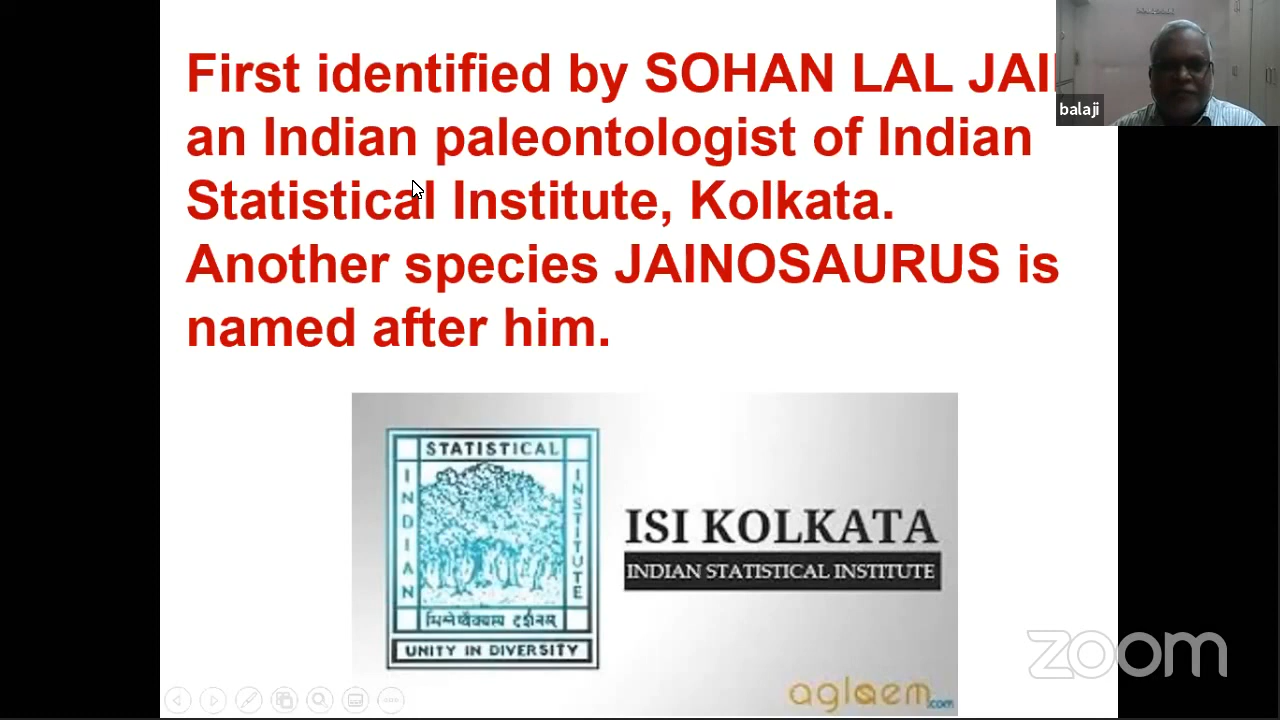 First identified by SOHAN LAL JAI
an Indian paleontologist of Indian
Statistical Institute, Kolkata.
Another species JAINOSAURUS is
named after him.
balaji
STATISTICAL
INDIAN
INSTITUTE
UNITY IN DIVERSITY
ISI KOLKATA
INDIAN STATISTICAL INSTITUTE
aglasem.com
zoom